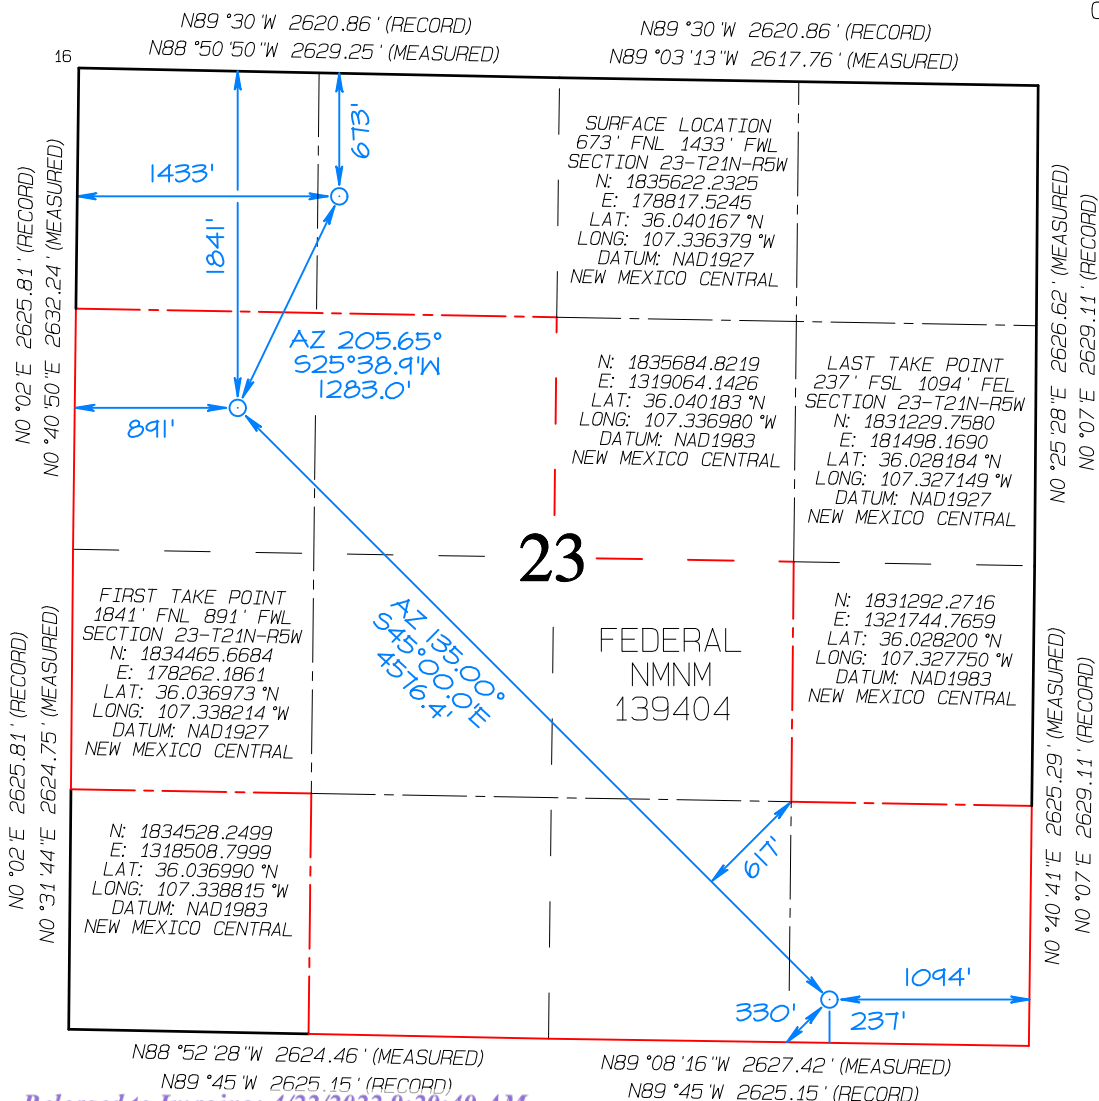 N89°30'W 2620.86' (RECORD)
N88°50'50"W 2629.25' (MEASURED)
N89°30'W 2620.86' (RECORD)
N89°03'13"W 2617.76' (MEASURED)
16
N0°02'E 2625.81' (RECORD)
N0°40'50"E 2632.24' (MEASURED)
673'
1433'
1841'
SURFACE LOCATION
673' FNL 1433' FWL
SECTION 23-T21N-R5W
N: 1835622.2325
E: 178817.5245
LAT: 36.040167°N
LONG: 107.336379°W
DATUM: NAD1927
NEW MEXICO CENTRAL
N0°25'28"E 2626.62' (MEASURED)
N0°07'E 2629.11' (RECORD)
AZ 205.65°
S25°38.9'W
1283.0'
891'
N: 1835684.8219
E: 1319064.1426
LAT: 36.040183°N
LONG: 107.336980°W
DATUM: NAD1983
NEW MEXICO CENTRAL
LAST TAKE POINT
237' FSL 1094' FEL
SECTION 23-T21N-R5W
N: 1831229.7580
E: 181498.1690
LAT: 36.028184°N
LONG: 107.327149°W
DATUM: NAD1927
NEW MEXICO CENTRAL
23
FIRST TAKE POINT
1841' FNL 891' FWL
SECTION 23-T21N-R5W
N: 1834465.6684
E: 178262.1861
LAT: 36.036973°N
LONG: 107.338214°W
DATUM: NAD1927
NEW MEXICO CENTRAL
AZ 135.00°
S45°00.0'E
4576.4'
FEDERAL
NMNM
139404
N: 1831292.2716
E: 1321744.7659
LAT: 36.028200°N
LONG: 107.327750°W
DATUM: NAD1983
NEW MEXICO CENTRAL
N0°02'E 2625.81' (RECORD)
N0°31'44"E 2624.75' (MEASURED)
N: 1834528.2499
E: 1318508.7999
LAT: 36.036990°N
LONG: 107.338815°W
DATUM: NAD1983
NEW MEXICO CENTRAL
617'
N0°40'41"E 2625.29' (MEASURED)
N0°07'E 2629.11' (RECORD)
1094'
330'
237'
N88°52'28"W 2624.46' (MEASURED)
N89°45'W 2625.15' (RECORD)
N89°08'16"W 2627.42' (MEASURED)
N89°45'W 2625.15' (RECORD)
Released to Imaging: 4/22/2022 9:29:49 AM